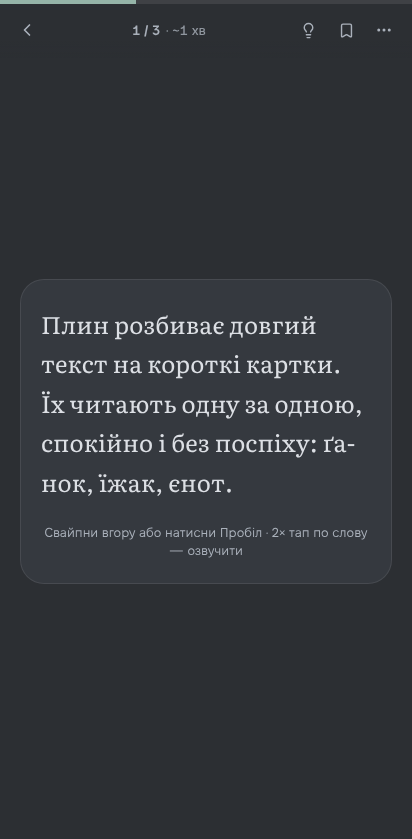 1 / 3 · ~1 хв
Плин розбиває довгий
текст на короткі картки.
Їх читають одну за одною,
спокійно і без поспіху: ґа-
нок, їжак, єнот.
Свайпни вгору або натисни Пробіл · 2× тап по слову
— озвучити